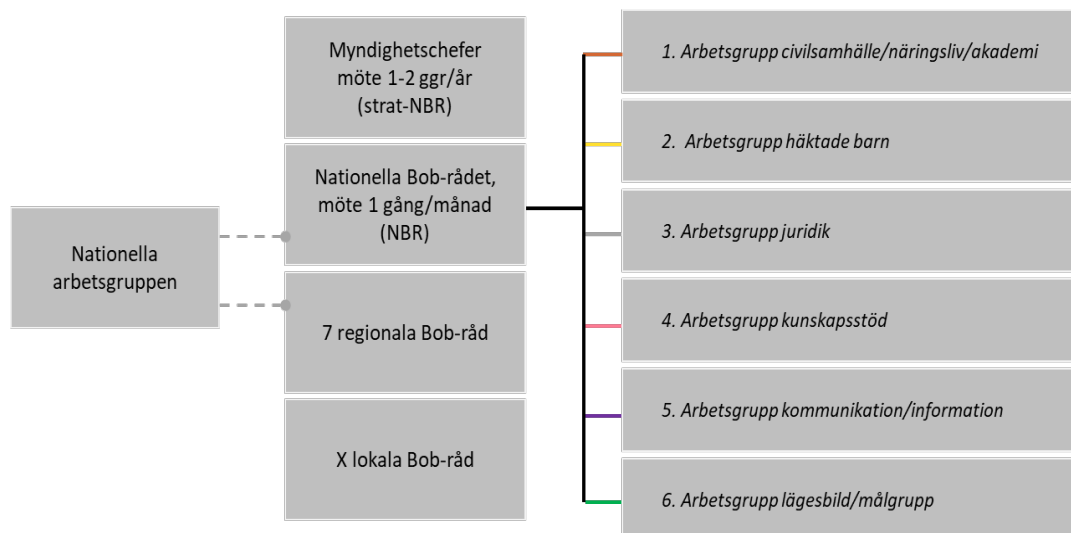 Nationella
arbetsgruppen
Myndighetschefer
möte 1-2 ggr/år
(strat-NBR)
Nationella Bob-rådet,
möte 1 gång/månad
(NBR)
7 regionala Bob-råd
X lokala Bob-råd
1. Arbetsgrupp civilsamhälle/näringsliv/akademi
2. Arbetsgrupp häktade barn
3. Arbetsgrupp juridik
4. Arbetsgrupp kunskapsstöd
5. Arbetsgrupp kommunikation/information
6. Arbetsgrupp lägesbild/målgrupp